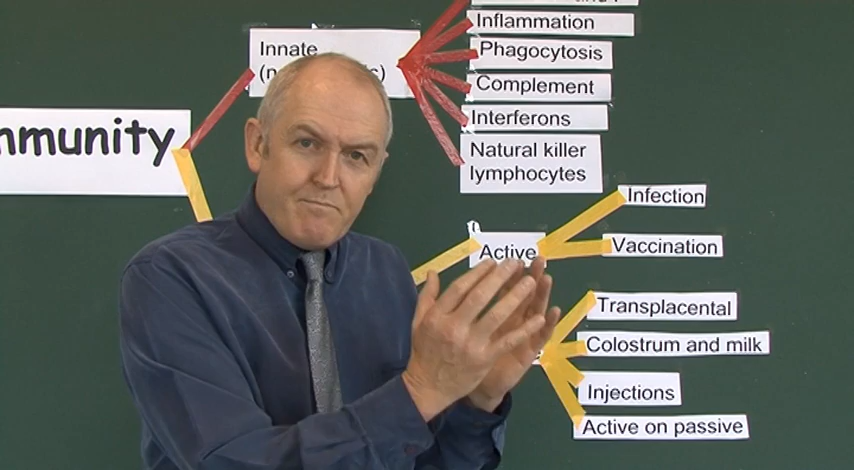 mmunity
Innate
Inflammation
Phagocytosis
Complement
Interferons
Natural killer
lymphocytes
Active
Infection
Vaccination
Transplacental
Colostrum and milk
Injections
Active on passive